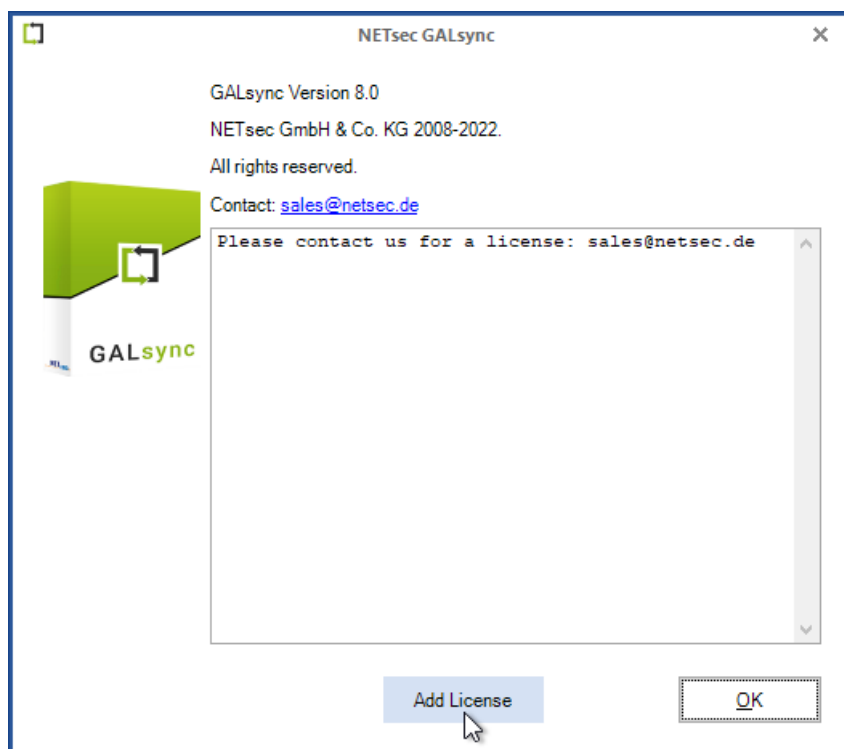 NETsec GALsync
GALsync Version 8.0
NETsec GmbH & Co. KG 2008-2022.
All rights reserved.
Contact: sales@netsec.de
Please contact us for a license: sales@netsec.de
GALsync
Add License
OK